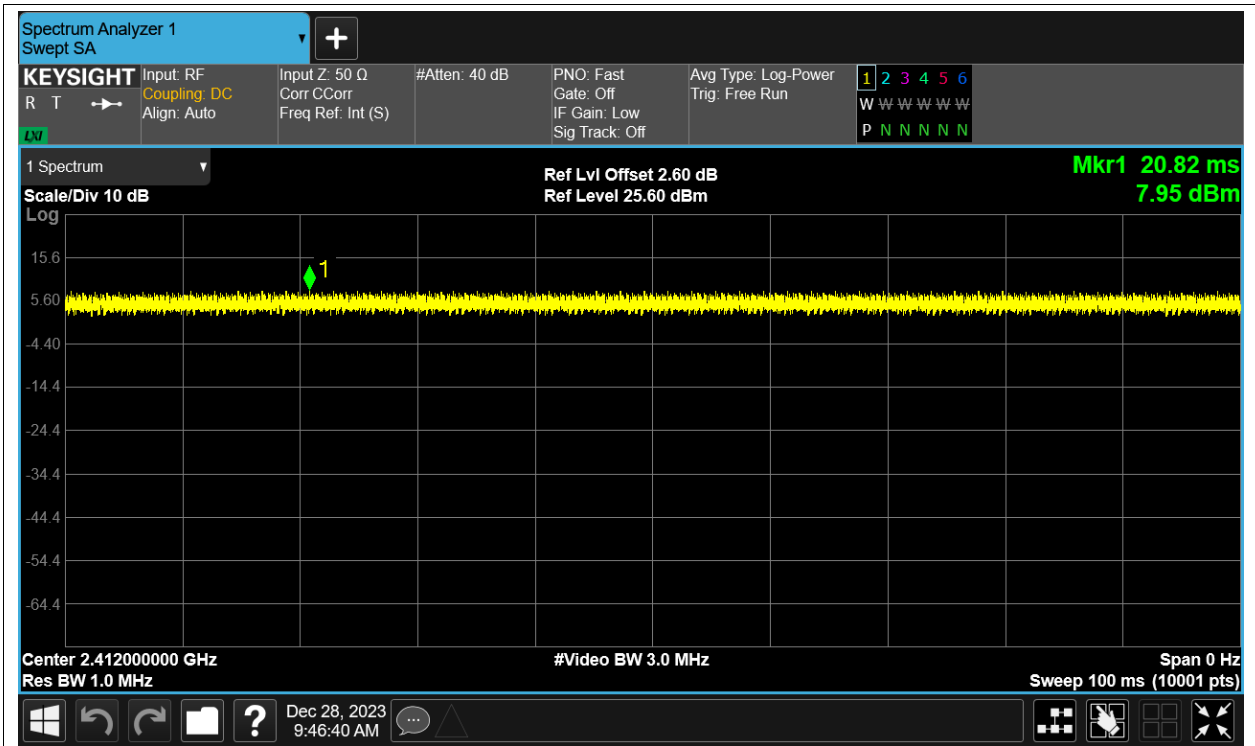 Spectrum Analyzer 1
Swept SA
KEYSIGHT
R T
LXI
Input: RF
Coupling: DC
Align: Auto
Input Z: 50 Ω
Corr CCorr
Freq Ref: Int (S)
#Atten: 40 dB
PNO: Fast
Gate: Off
IF Gain: Low
Sig Track: Off
Avg Type: Log-Power
Trig: Free Run
1 2 3 4 5 6
W W W W W W
P N N N N N
1 Spectrum
Scale/Div 10 dB
Ref Lvl Offset 2.60 dB
Ref Level 25.60 dBm
Mkr1 20.82 ms
7.95 dBm
Log
15.6
5.60
-4.40
-14.4
-24.4
-34.4
-44.4
-54.4
-64.4
1
Center 2.412000000 GHz
Res BW 1.0 MHz
#Video BW 3.0 MHz
Span 0 Hz
Sweep 100 ms (10001 pts)
?
Dec 28, 2023
9:46:40 AM